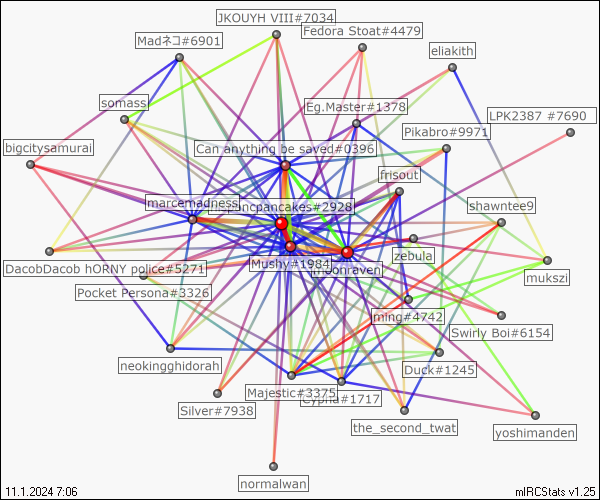 JKOUYH VIII#7034
Fedora Stoat#4479
Madネコ#6901
eliakith
somass
Eg.Master#1378
LPK2387 #7690
Pikabro#9971
bigcitysamurai
Can anything be saved#0396
frisout
marcemadness
pancakes#2928
shawntee9
zebula
DacobDacob hORNY police#5271
Mushy#1984
moonraven
mukszi
Pocket Persona#3326
ming#4742
Swirly Boi#6154
neokingghidorah
Duck#1245
Majestic#3375
Cypha#1717
Silver#7938
the_second_twat
yoshimanden
normalwan
11.1.2024 7:06
mIRCStats v1.25